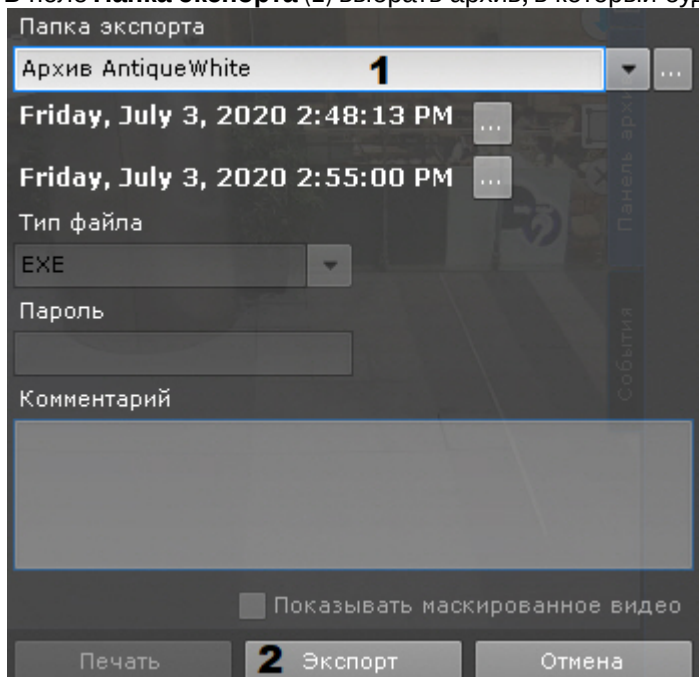 В поле Папка экспорта (1) выбрать архив, в который
Папка экспорта
Архив AntiqueWhite 1
...
Friday, July 3, 2020 2:48:13 PM ...
Friday, July 3, 2020 2:55:00 PM ...
Панель
События
Тип файла
EXE
Пароль
Комментарий
Показывать маскированное видео
Печать
2 Экспорт
Отмена